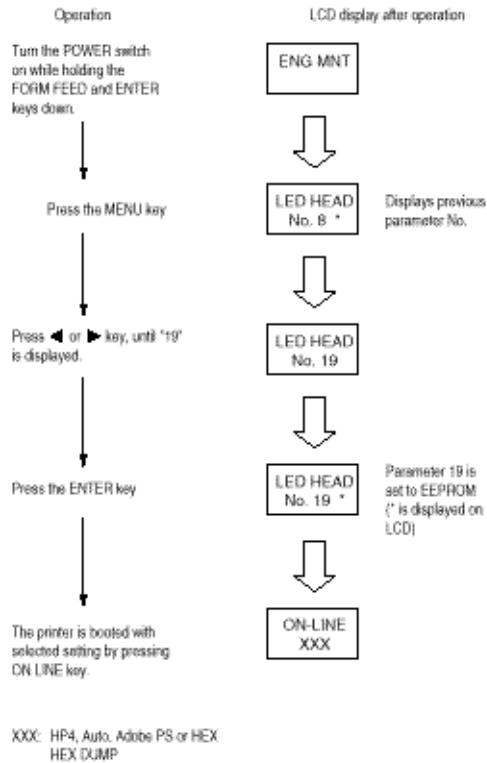 Operation
LCD display after operation
Turn the POWER switch
on while holding the
FORM FEED and ENTER
keys down.
ENG MNT
Press the MENU key
LED HEAD
No. 8 *
Displays previous
parameter No.
Press ◀ or ▶ key, until "19"
is displayed.
LED HEAD
No. 19
Press the ENTER key
LED HEAD
No. 19 *
Parameter 19 is
set to EEPROM
(* is displayed on
LCD)
The printer is booted with
selected setting by pressing
ON LINE key.
ON-LINE
XXX
XXX: HP4, Auto, Adobe PS or HEX
HEX DUMP